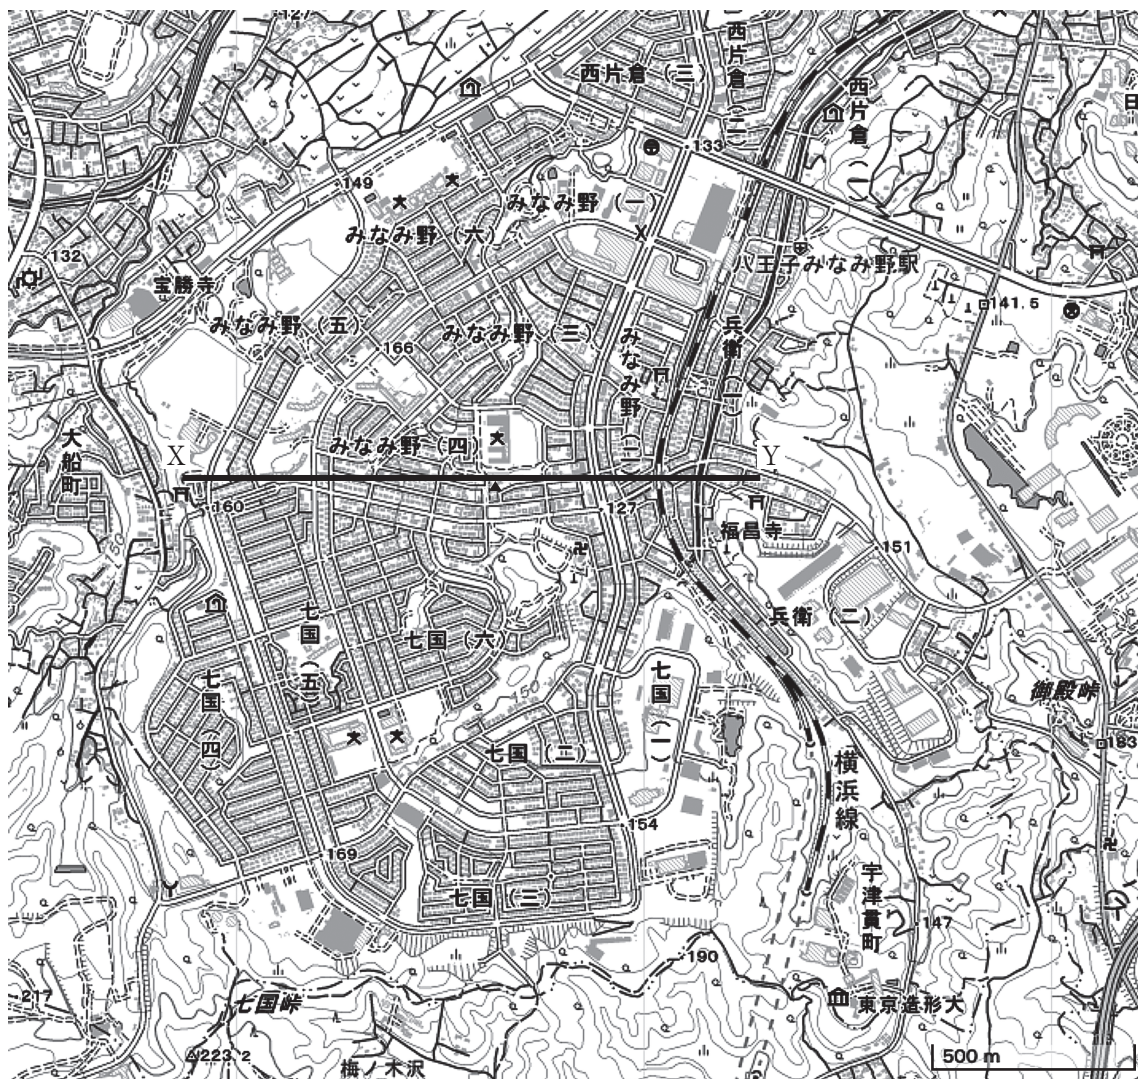 127
西片倉（三）
西片倉（二）
西片倉
日
133
149
みなみ野（一）
みなみ野（六）
132
宝勝寺
八王子みなみ野駅
141.5
みなみ野（五）
みなみ野（三）
166
みなみ野（二）
兵衛（一）
みなみ野（四）
大船町
X
Y
160
127
福昌寺
151
150
兵衛（二）
七国（五）
七国（六）
七国（四）
七国（一）
150
御殿峠
183
七国（二）
横浜線
154
169
七国（三）
宇津貫町
147
190
217
七国峠
東京造形大
223.2
梅ノ木沢
500 m